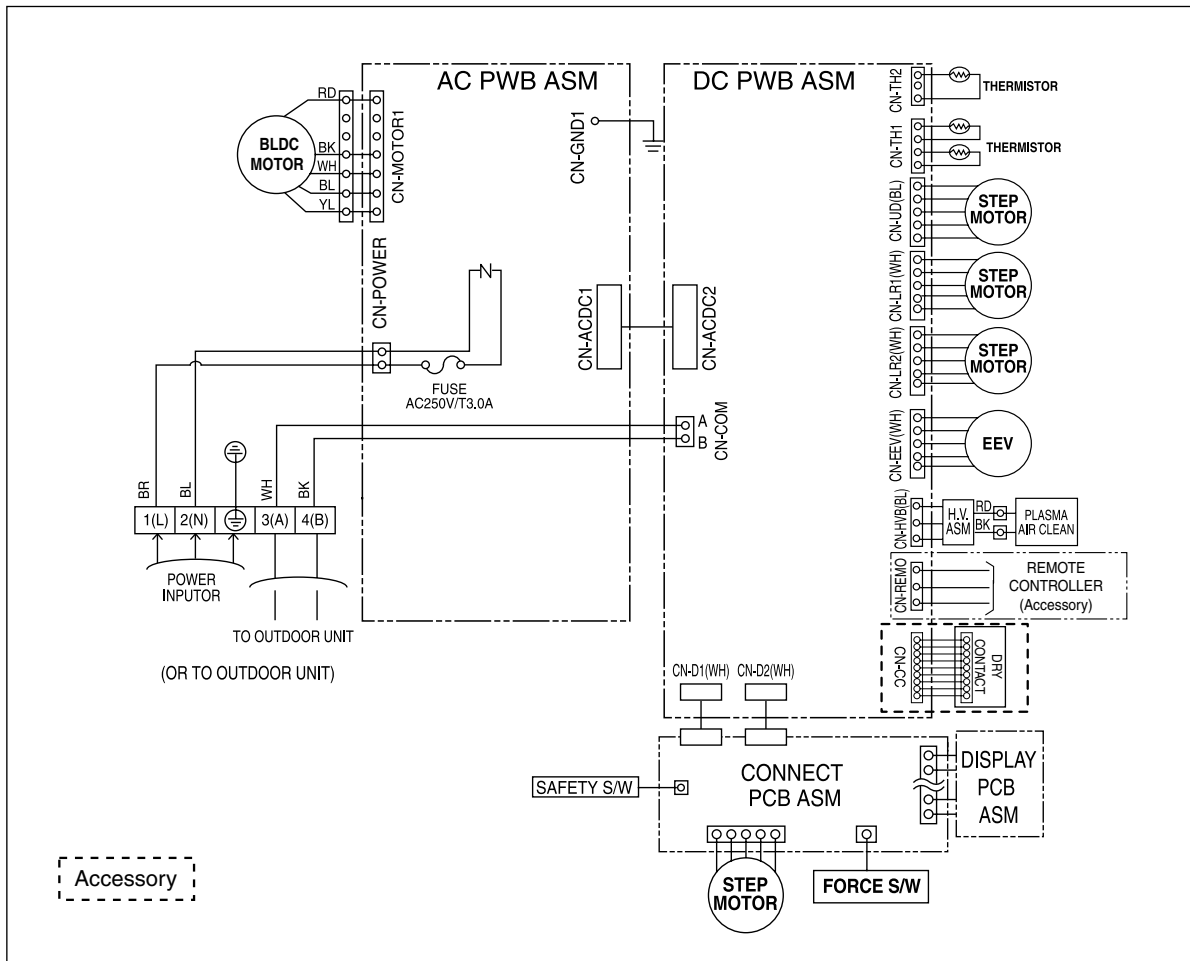 AC PWB ASM
DC PWB ASM
RD
BK
WH
BL
YL
BLDC
MOTOR
CN-MOTOR1
CN-GND1
CN-POWER
N
FUSE
AC250V/T3.0A
CN-ACDC1
CN-ACDC2
A
B
CN-COM
BR
BL
WH
BK
1(L)
2(N)
3(A)
4(B)
POWER
INPUTOR
TO OUTDOOR UNIT
(OR TO OUTDOOR UNIT)
CN-TH2
THERMISTOR
CN-TH1
THERMISTOR
CN-UD(BL)
STEP
MOTOR
CN-LR1(WH)
STEP
MOTOR
CN-LR2(WH)
STEP
MOTOR
CN-EEV(WH)
EEV
CN-HVB(BL)
H.V.
ASM
RD
BK
PLASMA
AIR CLEAN
CN-REMO
REMOTE
CONTROLLER
(Accessory)
CN-CC
DRY
CONTACT
CN-D1(WH)
CN-D2(WH)
CONNECT
PCB ASM
DISPLAY
PCB
ASM
SAFETY S/W
STEP
MOTOR
FORCE S/W
Accessory